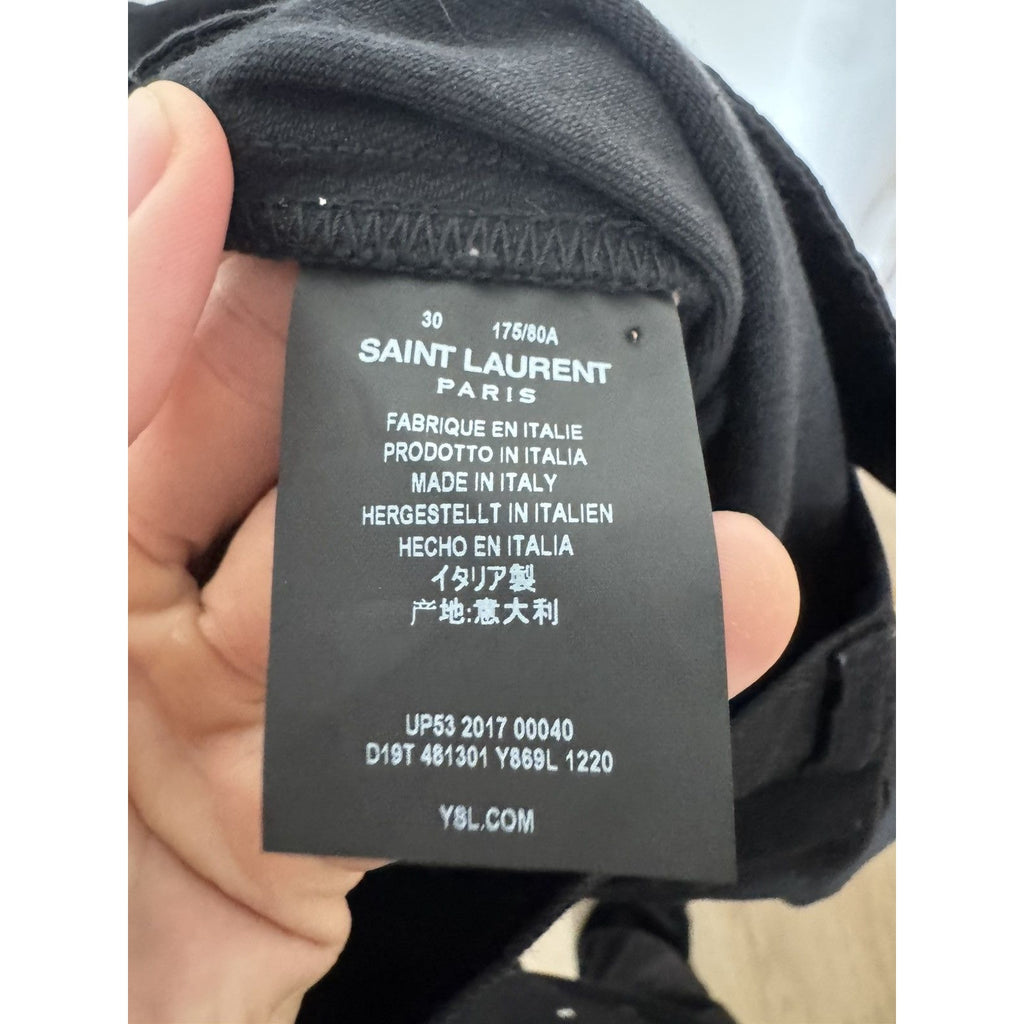 30 175/80A
SAINT LAURENT
PARIS
FABRIQUE EN ITALIE
PRODOTTO IN ITALIA
MADE IN ITALY
HERGESTELLT IN ITALIEN
HECHO EN ITALIA
イタリア製
产地:意大利
UP53 2017 00040
D19T 481301 Y869L 1220
YSL.COM